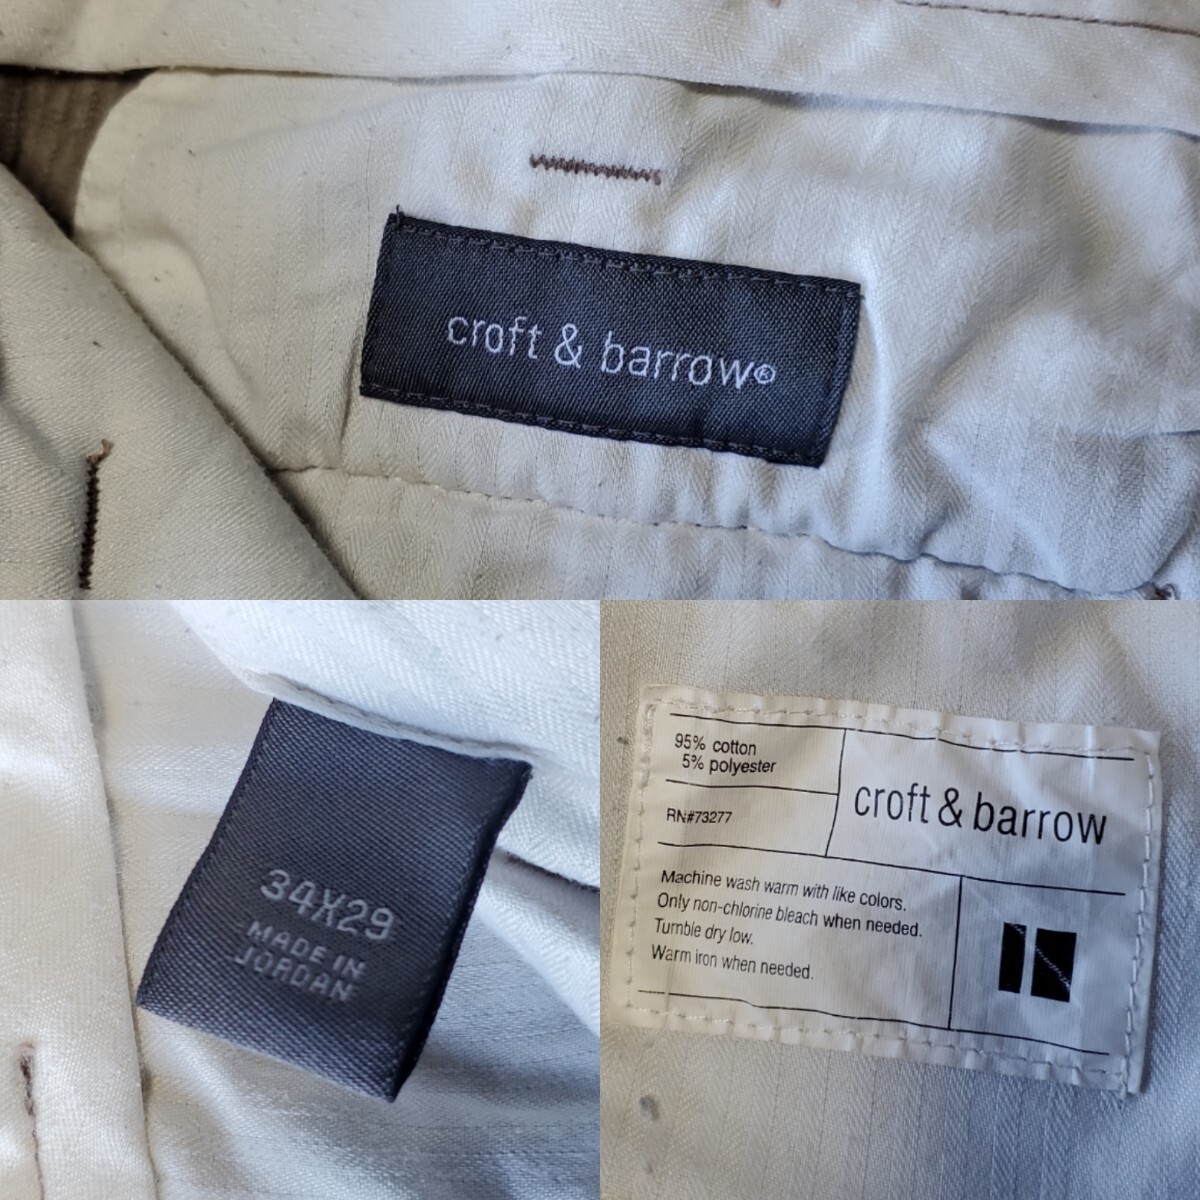 croft & barrow®
34X29
MADE IN
JORDAN
95% cotton
5% polyester
RN#73277
croft & barrow
Machine wash warm with like colors.
Only non-chlorine bleach when needed.
Tumble dry low.
Warm iron when needed.